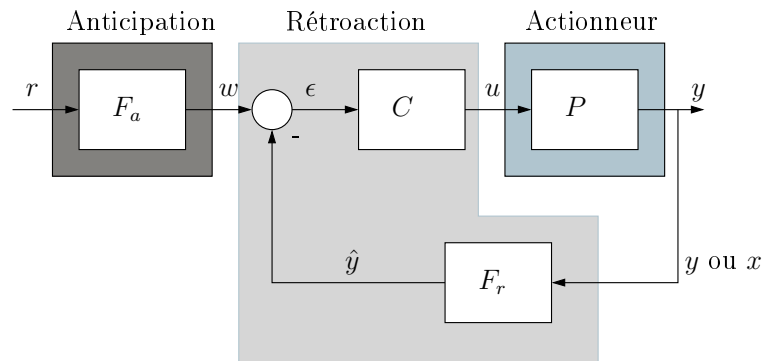 Anticipation
Rétroaction
Actionneur
r
F_a
w
ϵ
C
u
P
y
-
ŷ
F_r
y ou x